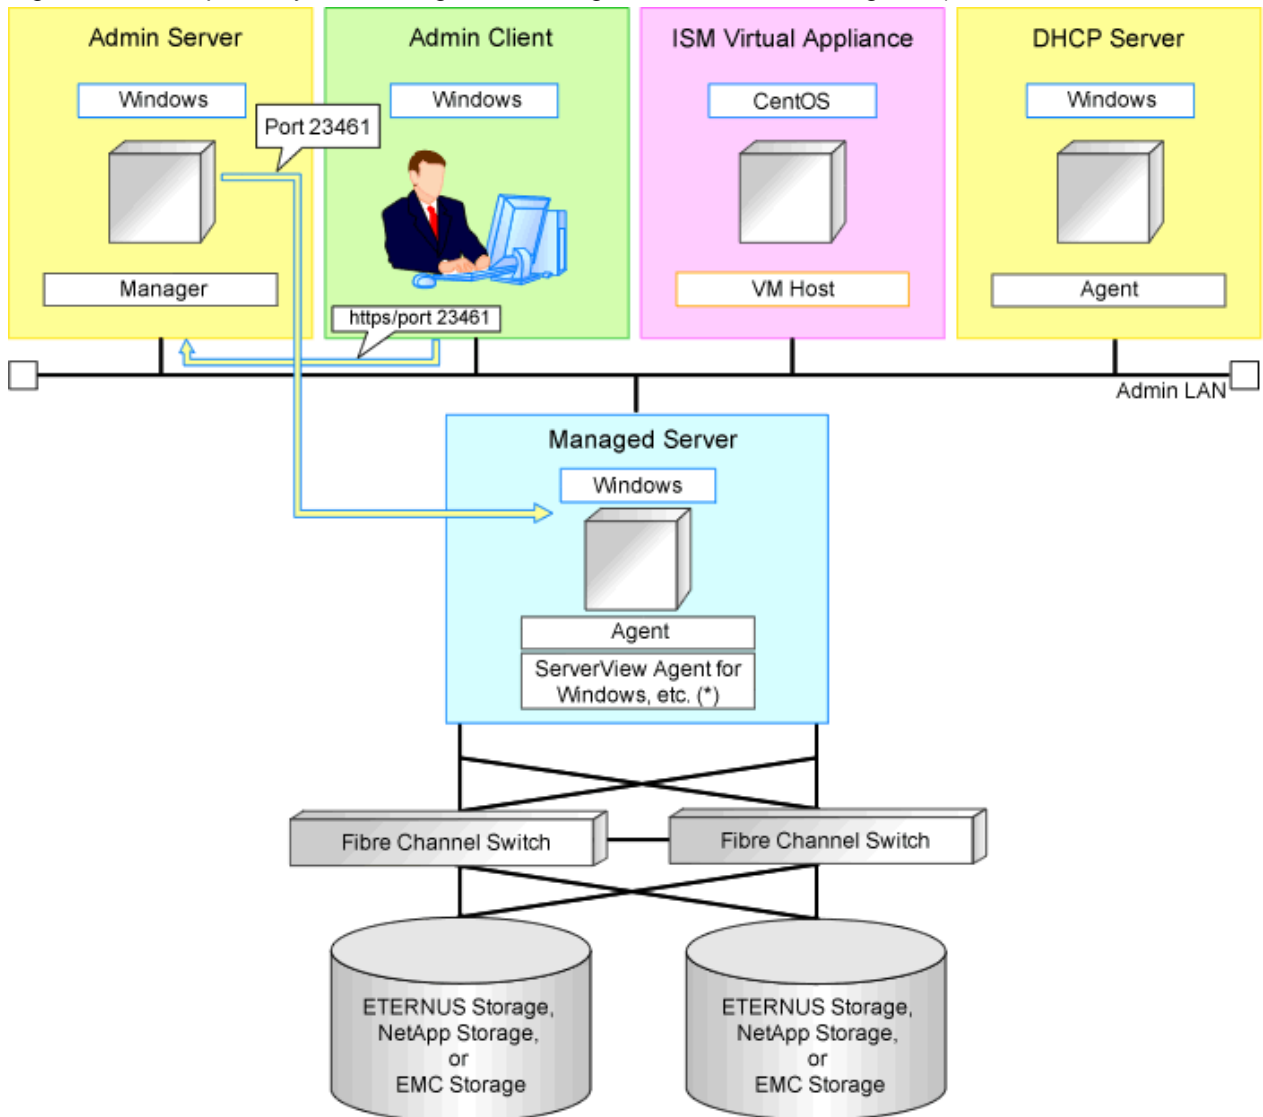 Admin Server
Admin Client
ISM Virtual Appliance
DHCP Server
Windows
Windows
CentOS
Windows
Port 23461
Manager
VM Host
Agent
https/port 23461
Admin LAN
Managed Server
Windows
Agent
ServerView Agent for
Windows, etc. (*)
Fibre Channel Switch
Fibre Channel Switch
ETERNUS Storage,
NetApp Storage,
or
EMC Storage
ETERNUS Storage,
NetApp Storage,
or
EMC Storage